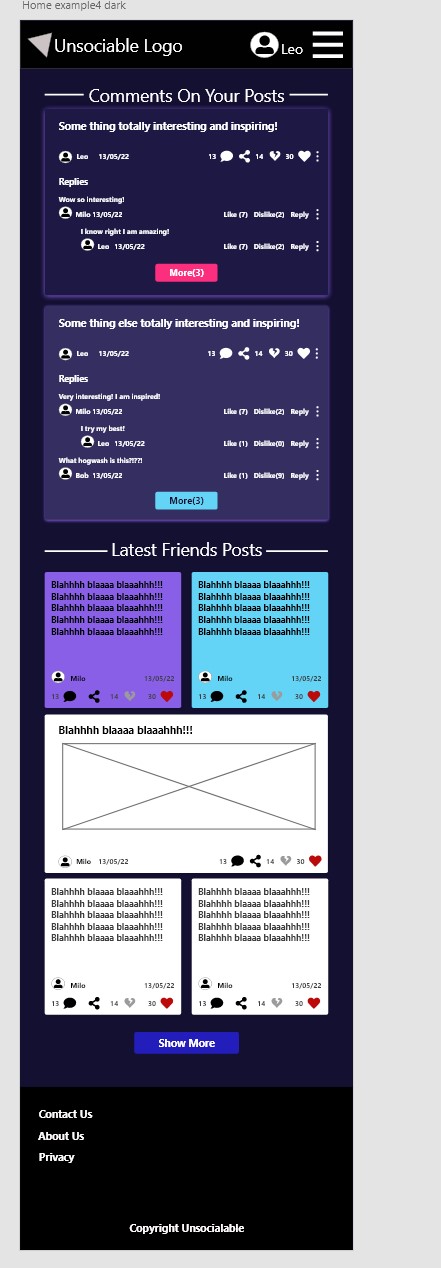 Home example4 dark
Unsociable Logo
Leo
Comments On Your Posts
Some thing totally interesting and inspiring!
Leo 13/05/22 13 14 30
Replies
Wow so interesting!
Milo 13/05/22 Like (7) Dislike(2) Reply
I know right I am amazing!
Leo 13/05/22 Like (7) Dislike(2) Reply
More(3)
Some thing else totally interesting and inspiring!
Leo 13/05/22 13 14 30
Replies
Very interesting! I am inspired!
Milo 13/05/22 Like (7) Dislike(2) Reply
I try my best!
Leo 13/05/22 Like (1) Dislike(0) Reply
What hogwash is this?!??!
Bob 13/05/22 Like (1) Dislike(9) Reply
More(3)
Latest Friends Posts
Blahhhh blaaaa blaaahhh!!!
Blahhhh blaaaa blaaahhh!!!
Blahhhh blaaaa blaaahhh!!!
Blahhhh blaaaa blaaahhh!!!
Blahhhh blaaaa blaaahhh!!!
Milo 13/05/22
13 14 30
Blahhhh blaaaa blaaahhh!!!
Blahhhh blaaaa blaaahhh!!!
Blahhhh blaaaa blaaahhh!!!
Blahhhh blaaaa blaaahhh!!!
Blahhhh blaaaa blaaahhh!!!
Milo 13/05/22
13 14 30
Blahhhh blaaaa blaaahhh!!!
Milo 13/05/22 13 14 30
Blahhhh blaaaa blaaahhh!!!
Blahhhh blaaaa blaaahhh!!!
Blahhhh blaaaa blaaahhh!!!
Blahhhh blaaaa blaaahhh!!!
Blahhhh blaaaa blaaahhh!!!
Milo 13/05/22
13 14 30
Blahhhh blaaaa blaaahhh!!!
Blahhhh blaaaa blaaahhh!!!
Blahhhh blaaaa blaaahhh!!!
Blahhhh blaaaa blaaahhh!!!
Blahhhh blaaaa blaaahhh!!!
Milo 13/05/22
13 14 30
Show More
Contact Us
About Us
Privacy
Copyright Unsocialable